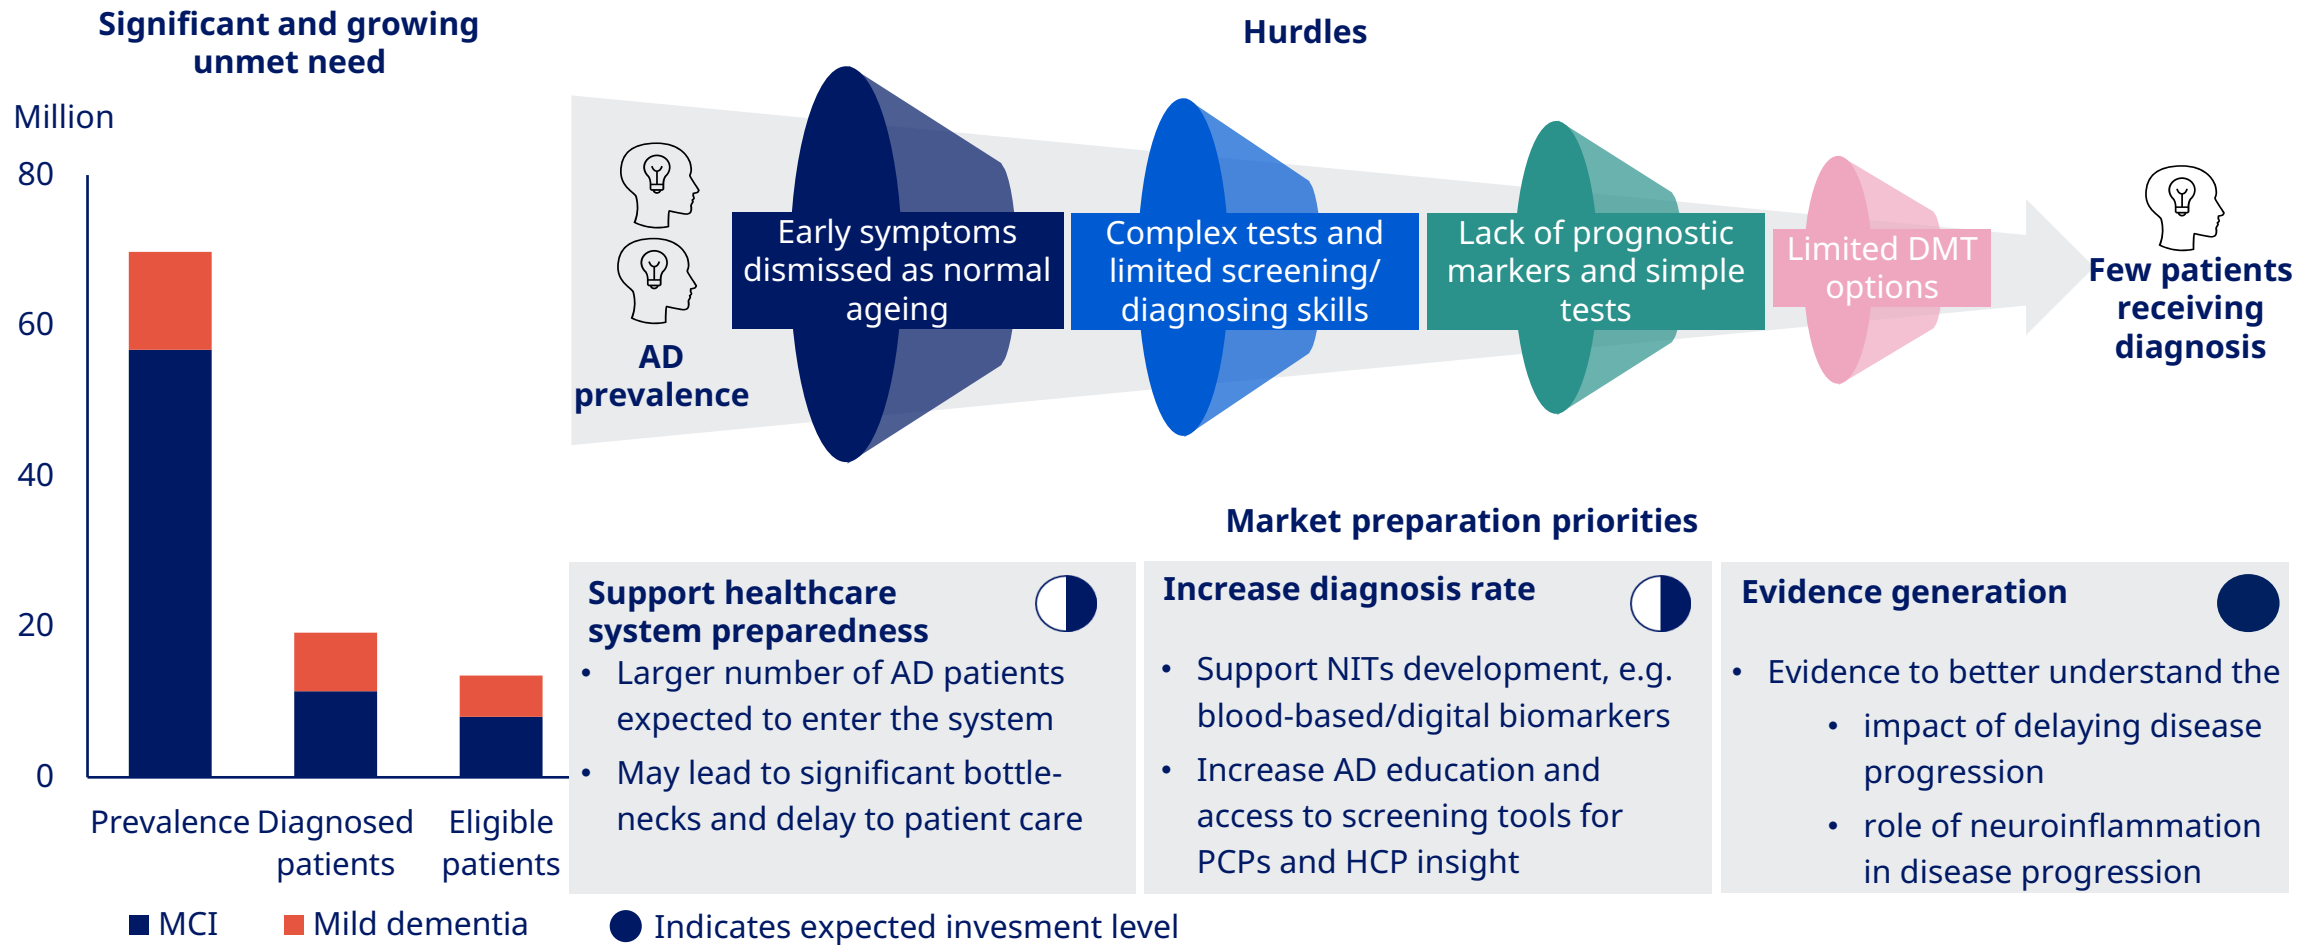 Significant and growing
unmet need
Million
80
60
40
20
0
Prevalence
Diagnosed
patients
Eligible
patients
MCI
Mild dementia
Hurdles
AD
prevalence
Early symptoms
dismissed as normal
ageing
Complex tests and
limited screening/
diagnosing skills
Lack of prognostic
markers and simple
tests
Limited DMT
options
Few patients
receiving
diagnosis
Market preparation priorities
Support healthcare
system preparedness
• Larger number of AD patients
expected to enter the system
• May lead to significant bottle-
necks and delay to patient care
Increase diagnosis rate
• Support NITs development, e.g.
blood-based/digital biomarkers
• Increase AD education and
access to screening tools for
PCPs and HCP insight
Evidence generation
• Evidence to better understand the
• impact of delaying disease
progression
• role of neuroinflammation
in disease progression
Indicates expected invesment level